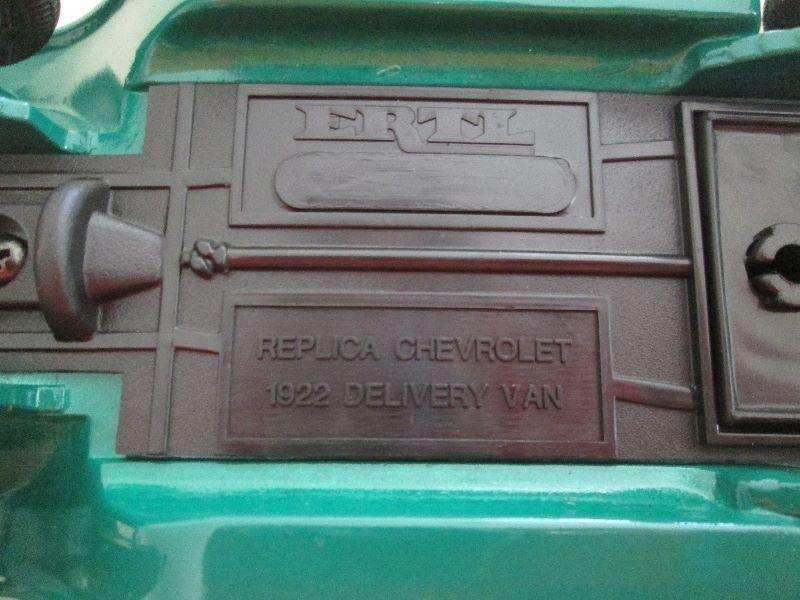 ERTL
REPLICA CHEVROLET
1922 DELIVERY VAN